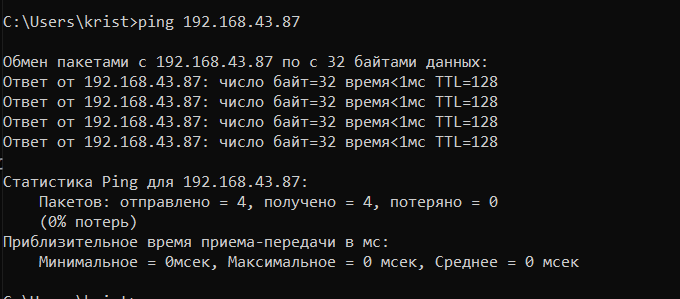 C:\Users\krist>ping 192.168.43.87
Обмен пакетами с 192.168.43.87 по с 32 байтами данных:
Ответ от 192.168.43.87: число байт=32 время<1мс TTL=128
Ответ от 192.168.43.87: число байт=32 время<1мс TTL=128
Ответ от 192.168.43.87: число байт=32 время<1мс TTL=128
Ответ от 192.168.43.87: число байт=32 время<1мс TTL=128
Статистика Ping для 192.168.43.87:
Пакетов: отправлено = 4, получено = 4, потеряно = 0
(0% потерь)
Приблизительное время приема-передачи в мс:
Минимальное = 0мсек, Максимальное = 0 мсек, Среднее = 0 мсек